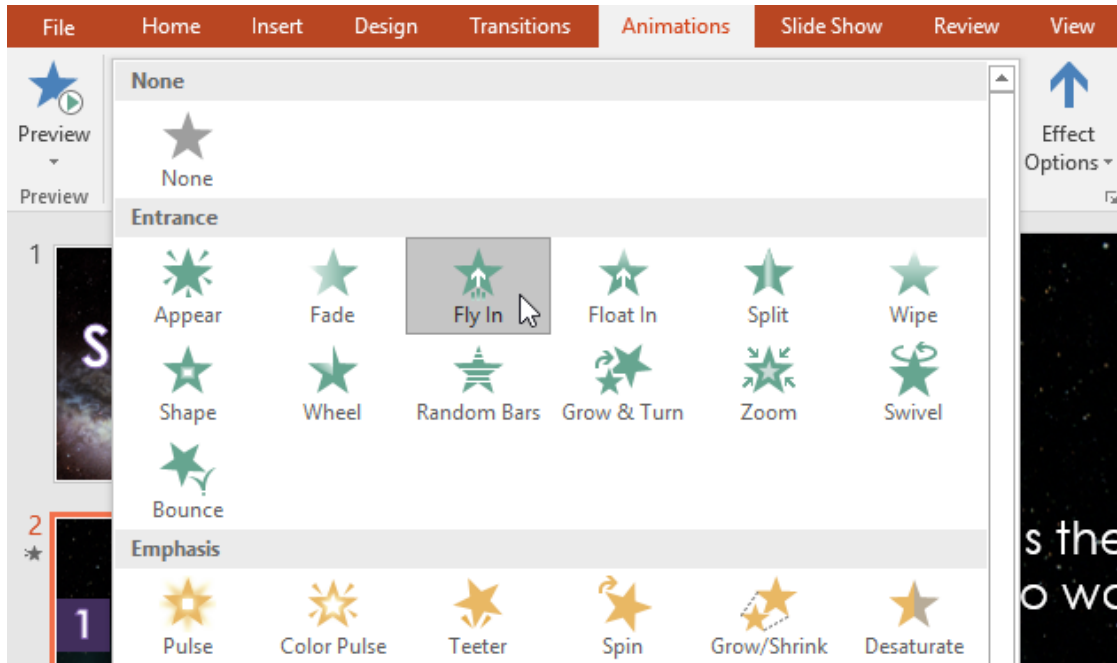 File Home Insert Design Transitions Animations Slide Show Review View
None
Preview
None
Effect
Options
Preview
Entrance
1
Appear Fade Fly In Float In Split Wipe
S
Shape Wheel Random Bars Grow & Turn Zoom Swivel
Bounce
2
Emphasis
s the
o wo
1
Pulse Color Pulse Teeter Spin Grow/Shrink Desaturate